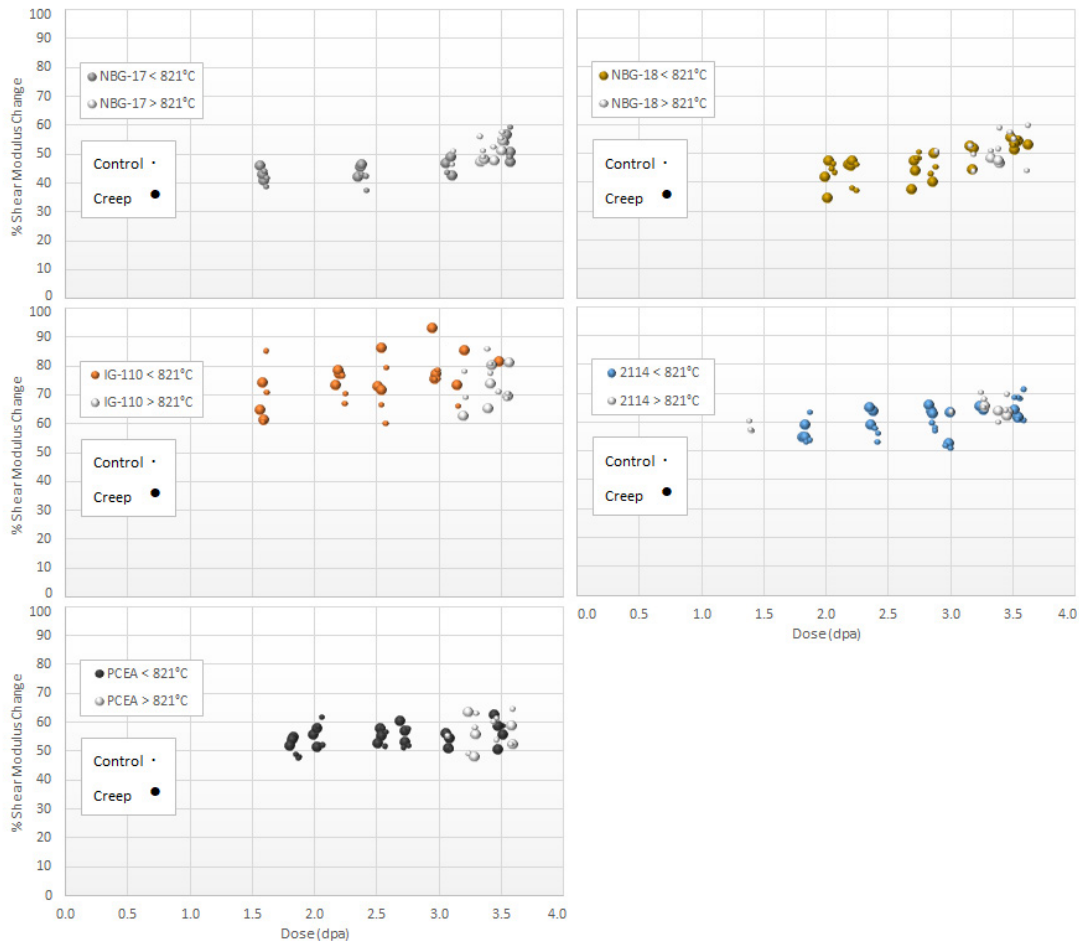 100
90
80
70
60
50
40
30
20
10
0
% Shear Modulus Change
NBG-17 < 821°C
NBG-17 > 821°C
Control
Creep
NBG-18 < 821°C
NBG-18 > 821°C
Control
Creep
100
90
80
70
60
50
40
30
20
10
0
% Shear Modulus Change
IG-110 < 821°C
IG-110 > 821°C
Control
Creep
2114 < 821°C
2114 > 821°C
Control
Creep
0.0 0.5 1.0 1.5 2.0 2.5 3.0 3.5 4.0
Dose (dpa)
100
90
80
70
60
50
40
30
20
10
0
% Shear Modulus Change
PCEA < 821°C
PCEA > 821°C
Control
Creep
0.0 0.5 1.0 1.5 2.0 2.5 3.0 3.5 4.0
Dose (dpa)